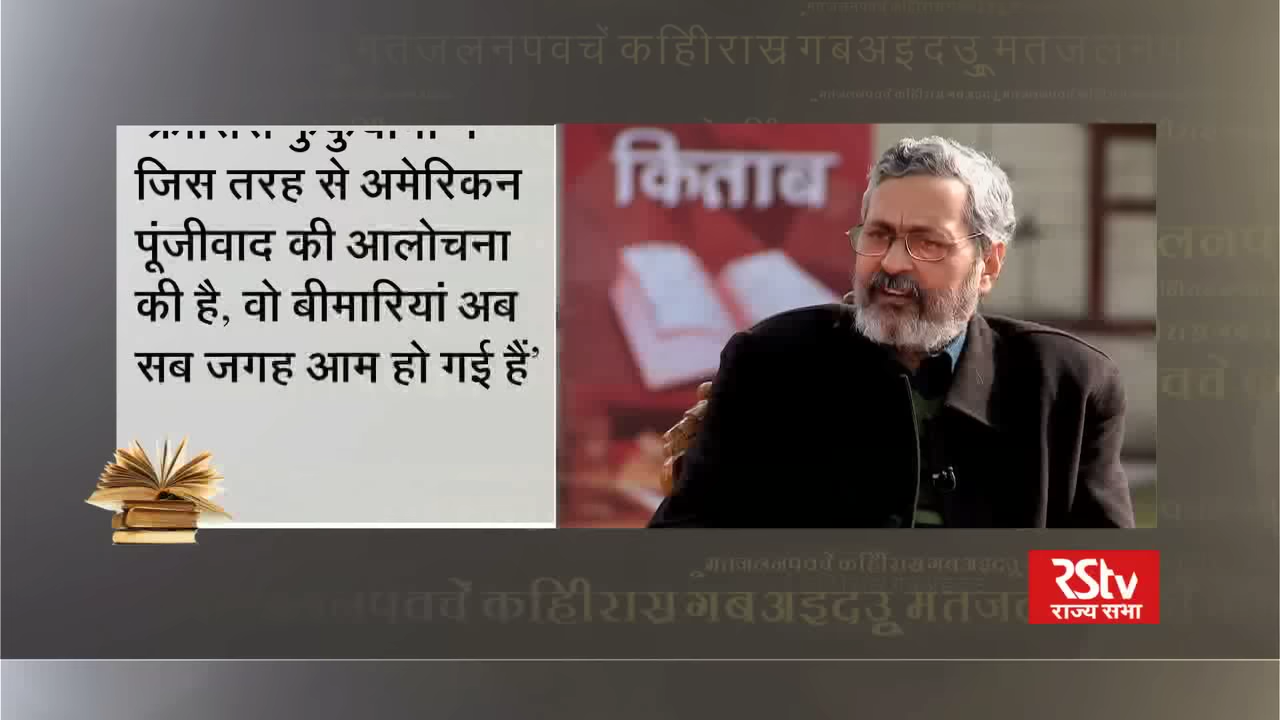 जिस तरह से अमेरिकन
पूंजीवाद की आलोचना
की है, वो बीमारियां अब
सब जगह आम हो गई हैं’
किताब
RStv
राज्य सभा